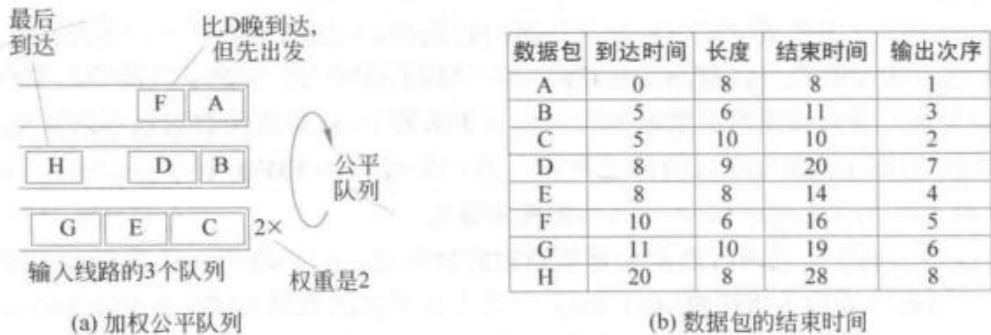 最后
到达
比D晚到达,
但先出发
F A
H D B
G E C 2×
公平
队列
输入线路的3个队列
权重是2
(a) 加权公平队列
数据包 到达时间 长度 结束时间 输出次序
A 0 8 8 1
B 5 6 11 3
C 5 10 10 2
D 8 9 20 7
E 8 8 14 4
F 10 6 16 5
G 11 10 19 6
H 20 8 28 8
(b) 数据包的结束时间